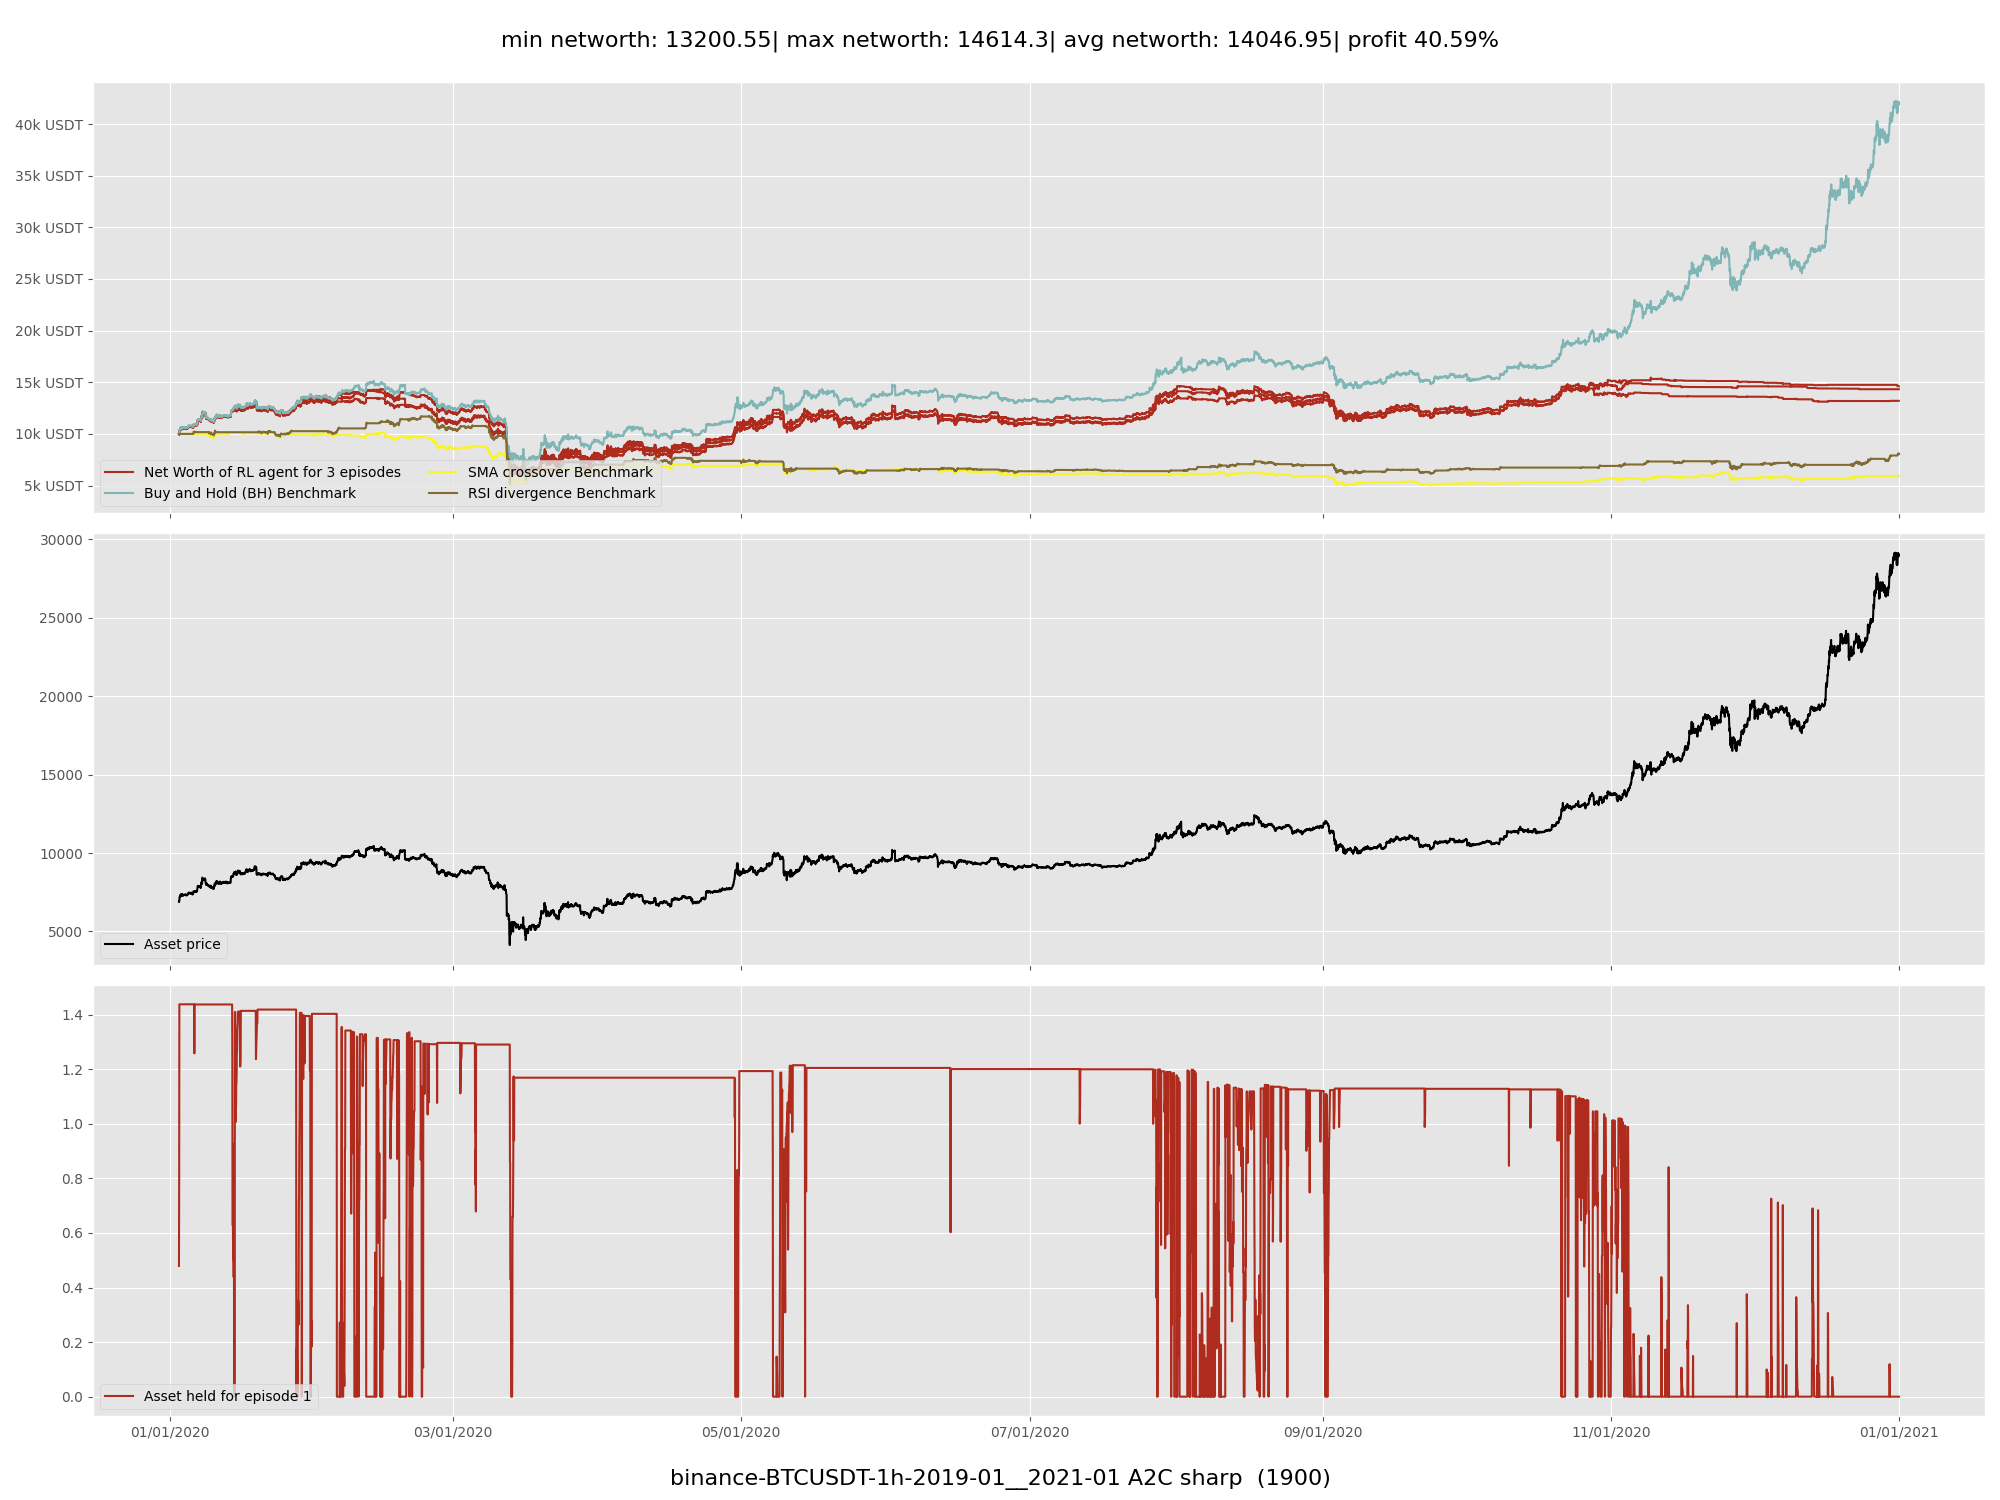 min networth: 13200.55| max networth: 14614.3| avg networth: 14046.95| profit 40.59%
40k USDT
35k USDT
30k USDT
25k USDT
20k USDT
15k USDT
10k USDT
5k USDT
Net Worth of RL agent for 3 episodes
Buy and Hold (BH) Benchmark
SMA crossover Benchmark
RSI divergence Benchmark
30000
25000
20000
15000
10000
5000
Asset price
1.4
1.2
1.0
0.8
0.6
0.4
0.2
0.0
Asset held for episode 1
01/01/2020
03/01/2020
05/01/2020
07/01/2020
09/01/2020
11/01/2020
01/01/2021
binance-BTCUSDT-1h-2019-01__2021-01 A2C sharp  (1900)